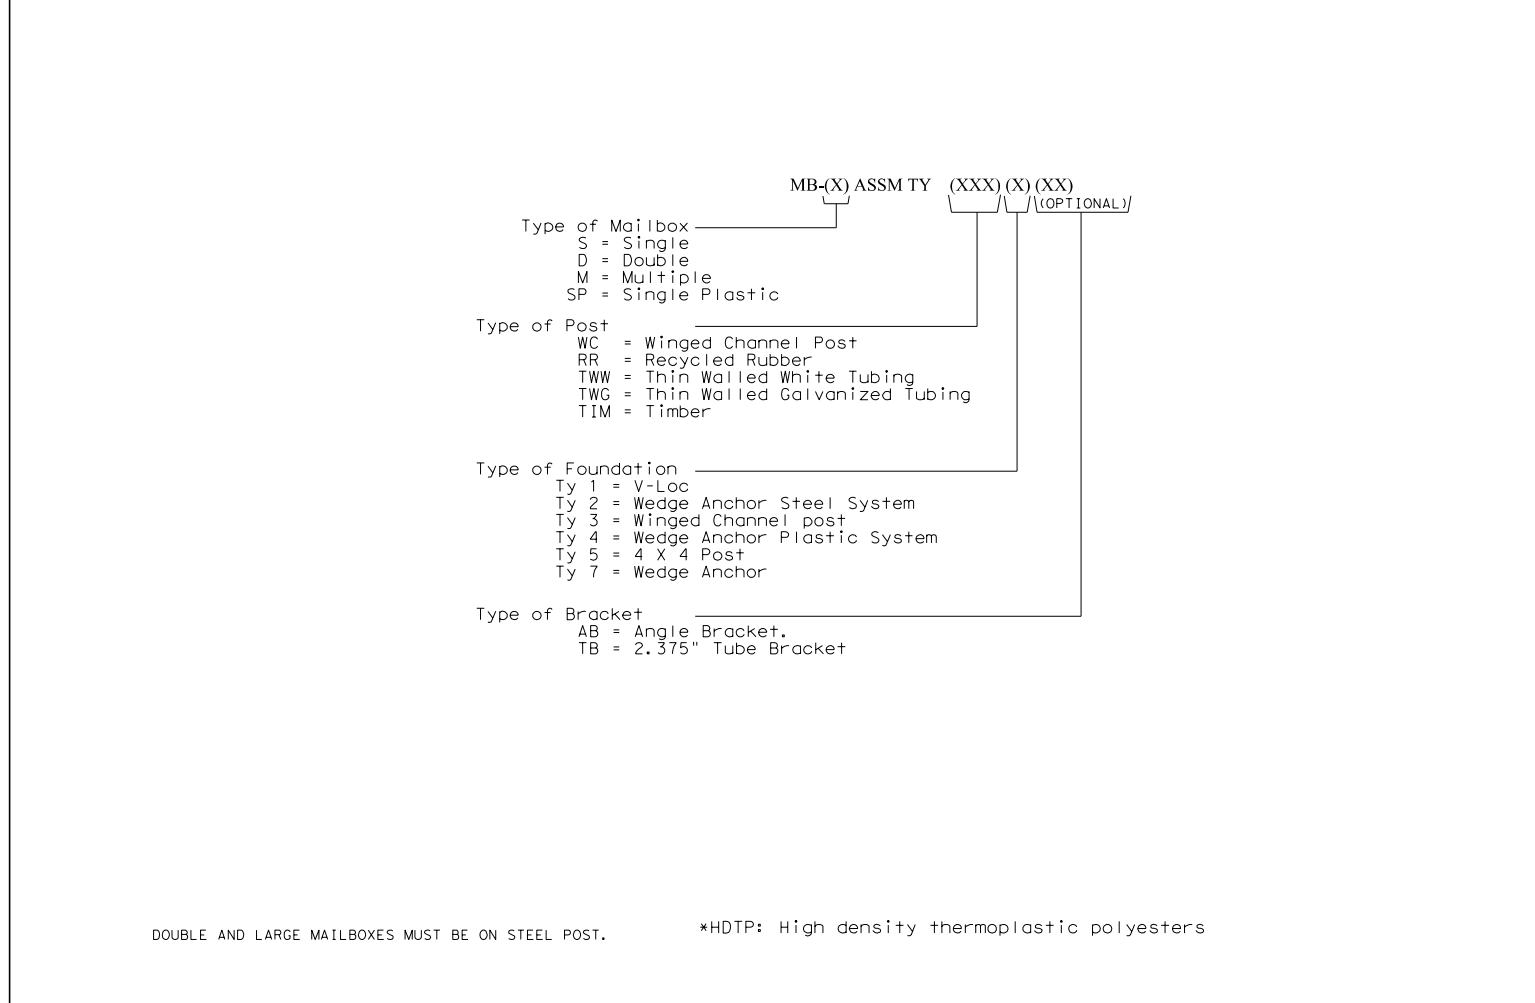 MB-(X) ASSM TY (XXX) (X) (XX)
(OPTIONAL)
Type of Mailbox
S = Single
D = Double
M = Multiple
SP = Single Plastic
Type of Post
WC = Winged Channel Post
RR = Recycled Rubber
TWW = Thin Walled White Tubing
TWG = Thin Walled Galvanized Tubing
TIM = Timber
Type of Foundation
Ty 1 = V-Loc
Ty 2 = Wedge Anchor Steel System
Ty 3 = Winged Channel post
Ty 4 = Wedge Anchor Plastic System
Ty 5 = 4 X 4 Post
Ty 7 = Wedge Anchor
Type of Bracket
AB = Angle Bracket.
TB = 2.375" Tube Bracket
DOUBLE AND LARGE MAILBOXES MUST BE ON STEEL POST.
*HDTP: High density thermoplastic polyesters